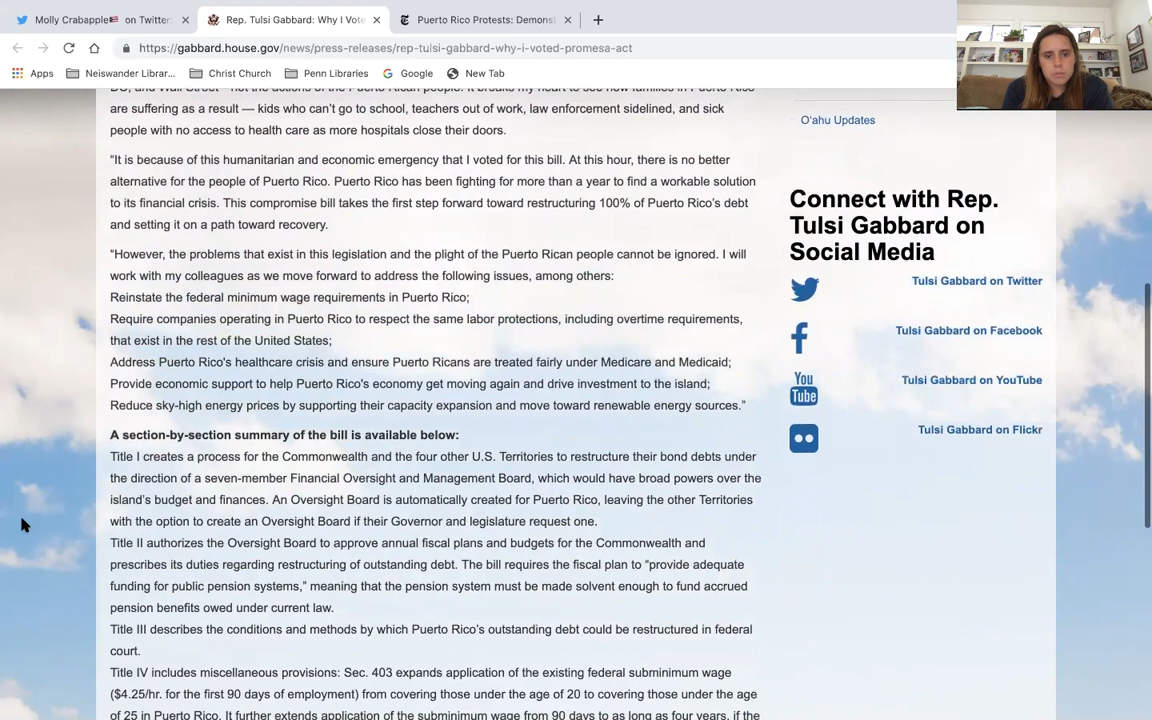 Molly Crabapple on Twitter:
Rep. Tulsi Gabbard: Why I Vote
Puerto Rico Protests: Demonst
https://gabbard.house.gov/news/press-releases/rep-tulsi-gabbard-why-i-voted-promesa-act
Apps
Neiswander Librar...
Christ Church
Penn Libraries
Google
New Tab
DC, and Wall Street – not the actions of the Puerto Rican people. It breaks my heart to see how families in Puerto Rico
are suffering as a result — kids who can’t go to school, teachers out of work, law enforcement sidelined, and sick
people with no access to health care as more hospitals close their doors.
“It is because of this humanitarian and economic emergency that I voted for this bill. At this hour, there is no better
alternative for the people of Puerto Rico. Puerto Rico has been fighting for more than a year to find a workable solution
to its financial crisis. This compromise bill takes the first step forward toward restructuring 100% of Puerto Rico’s debt
and setting it on a path toward recovery.
“However, the problems that exist in this legislation and the plight of the Puerto Rican people cannot be ignored. I will
work with my colleagues as we move forward to address the following issues, among others:
Reinstate the federal minimum wage requirements in Puerto Rico;
Require companies operating in Puerto Rico to respect the same labor protections, including overtime requirements,
that exist in the rest of the United States;
Address Puerto Rico's healthcare crisis and ensure Puerto Ricans are treated fairly under Medicare and Medicaid;
Provide economic support to help Puerto Rico's economy get moving again and drive investment to the island;
Reduce sky-high energy prices by supporting their capacity expansion and move toward renewable energy sources.”
A section-by-section summary of the bill is available below:
Title I creates a process for the Commonwealth and the four other U.S. Territories to restructure their bond debts under
the direction of a seven-member Financial Oversight and Management Board, which would have broad powers over the
island’s budget and finances. An Oversight Board is automatically created for Puerto Rico, leaving the other Territories
with the option to create an Oversight Board if their Governor and legislature request one.
Title II authorizes the Oversight Board to approve annual fiscal plans and budgets for the Commonwealth and
prescribes its duties regarding restructuring of outstanding debt. The bill requires the fiscal plan to “provide adequate
funding for public pension systems,” meaning that the pension system must be made solvent enough to fund accrued
pension benefits owed under current law.
Title III describes the conditions and methods by which Puerto Rico’s outstanding debt could be restructured in federal
court.
Title IV includes miscellaneous provisions: Sec. 403 expands application of the existing federal subminimum wage
($4.25/hr. for the first 90 days of employment) from covering those under the age of 20 to covering those under the age
of 25 in Puerto Rico. It further extends application of the subminimum wage from 90 days to as long as four years, if the
O‘ahu Updates
Connect with Rep.
Tulsi Gabbard on
Social Media
Tulsi Gabbard on Twitter
Tulsi Gabbard on Facebook
You
Tube
Tulsi Gabbard on YouTube
Tulsi Gabbard on Flickr